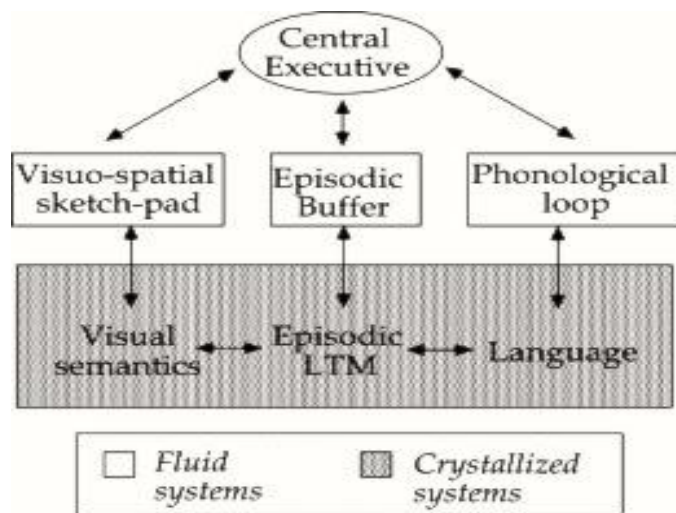 Central
Executive
Visuo-spatial
sketch-pad
Episodic
Buffer
Phonological
loop
Visual
semantics
Episodic
LTM
Language
Fluid
systems
Crystallized
systems